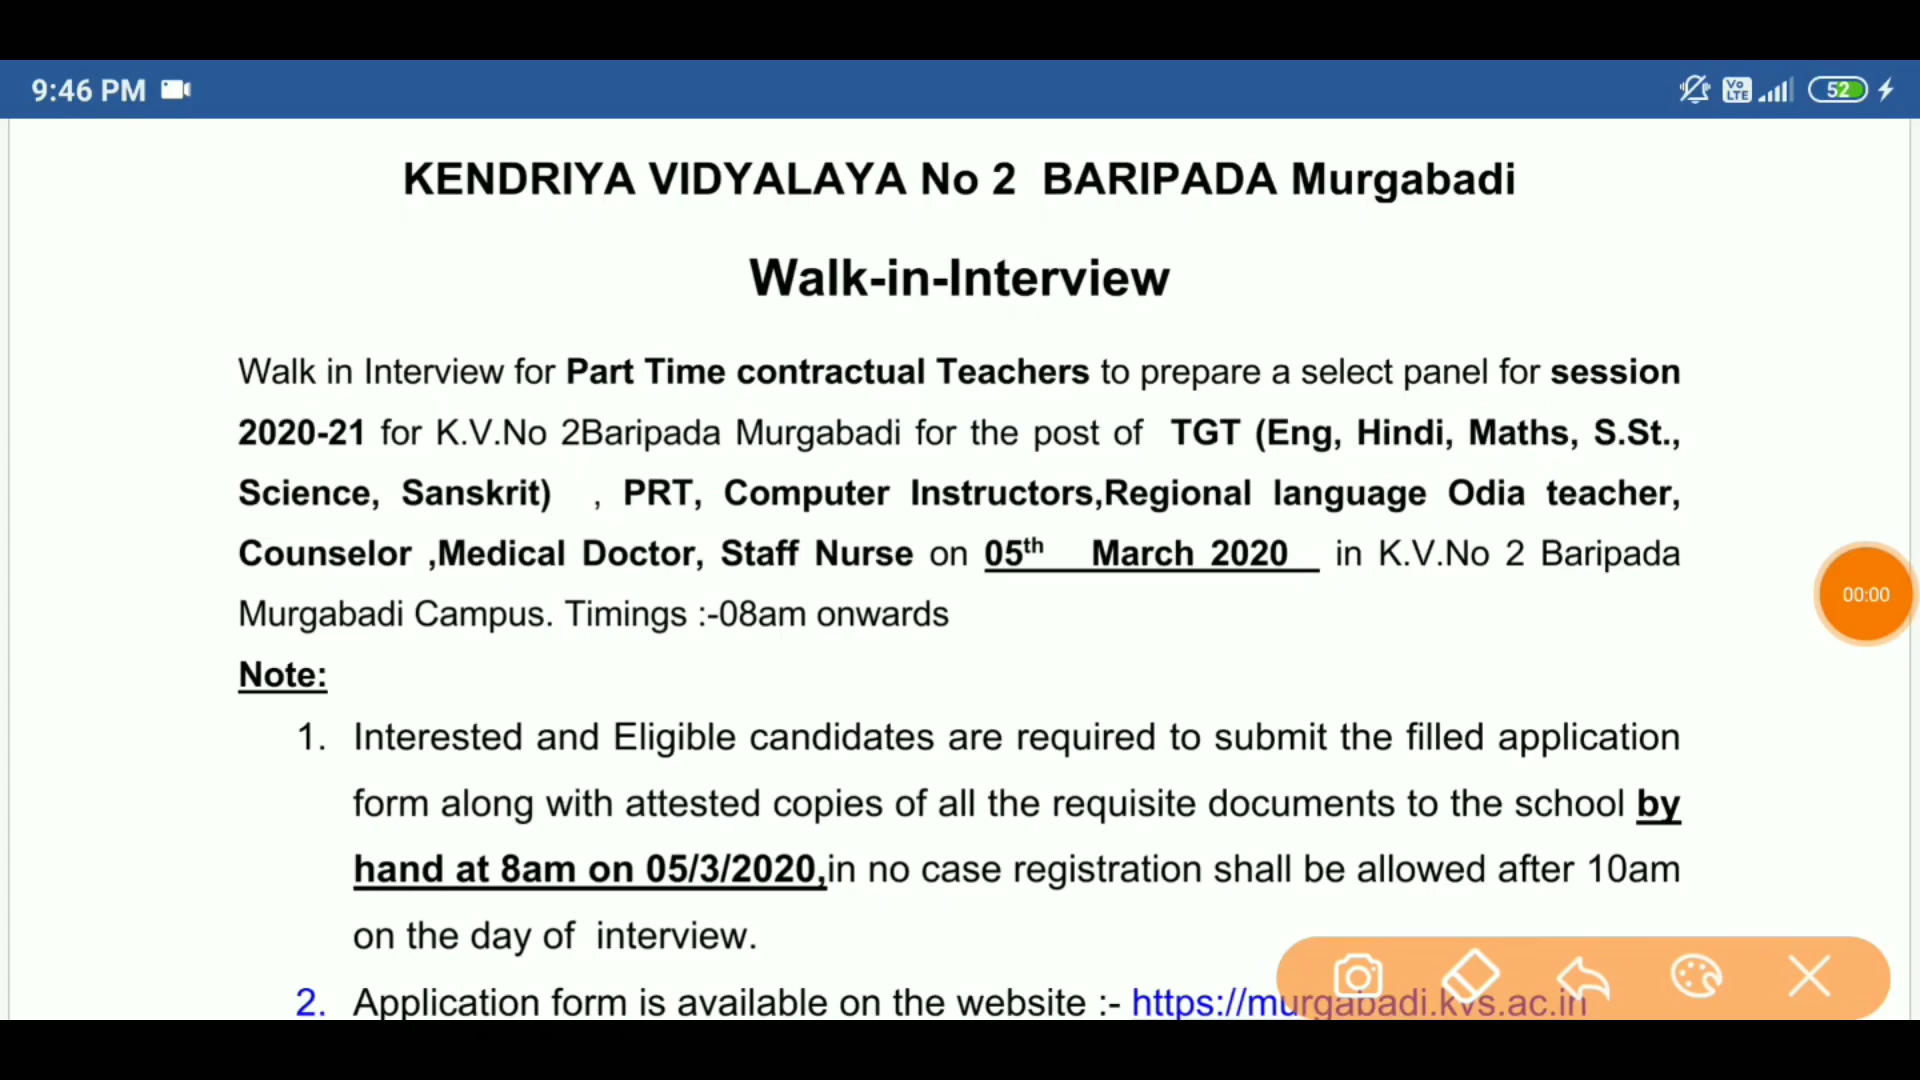 9:46 PM
Vo LTE
52
KENDRIYA VIDYALAYA No 2 BARIPADA Murgabadi
Walk-in-Interview
Walk in Interview for Part Time contractual Teachers to prepare a select panel for session
2020-21 for K.V.No 2Baripada Murgabadi for the post of TGT (Eng, Hindi, Maths, S.St.,
Science, Sanskrit) , PRT, Computer Instructors,Regional language Odia teacher,
Counselor ,Medical Doctor, Staff Nurse on 05th March 2020 in K.V.No 2 Baripada
Murgabadi Campus. Timings :-08am onwards
00:00
Note:
1. Interested and Eligible candidates are required to submit the filled application
form along with attested copies of all the requisite documents to the school by
hand at 8am on 05/3/2020,in no case registration shall be allowed after 10am
on the day of interview.
2. Application form is available on the website :- https://murgabadi.kvs.ac.in